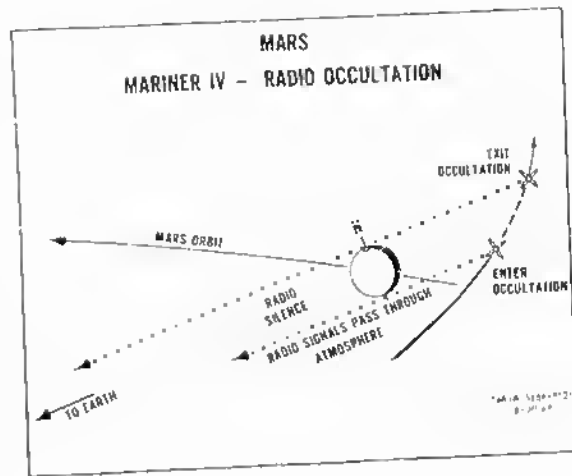 MARS
MARINER IV – RADIO OCCULTATION
EXIT
OCCULTATION
N
MARS ORBIT
ENTER
OCCULTATION
RADIO
SILENCE
RADIO SIGNALS PASS THROUGH
ATMOSPHERE
TO EARTH